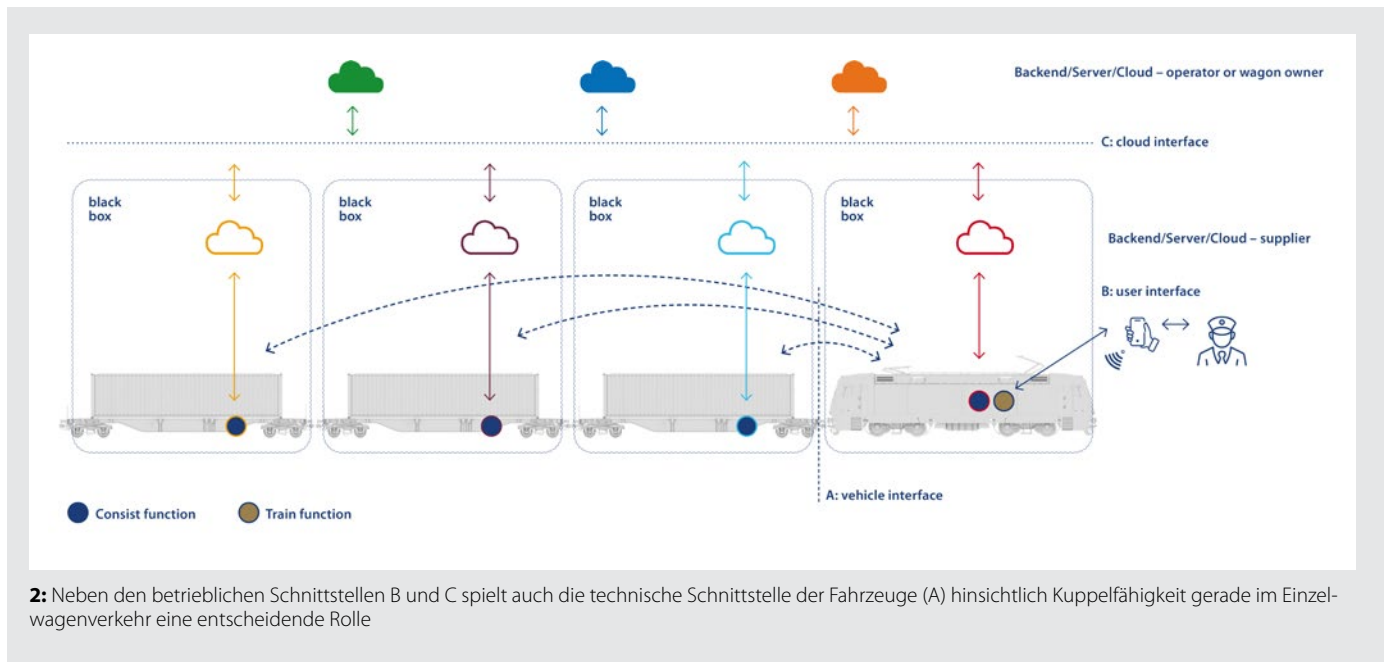 Backend/Server/Cloud – operator or wagon owner
C: cloud interface
black
box
black
box
black
box
black
box
Backend/Server/Cloud – supplier
B: user interface
A: vehicle interface
Consist function
Train function
2: Neben den betrieblichen Schnittstellen B und C spielt auch die technische Schnittstelle der Fahrzeuge (A) hinsichtlich Kuppelfähigkeit gerade im Einzel-
wagenverkehr eine entscheidende Rolle